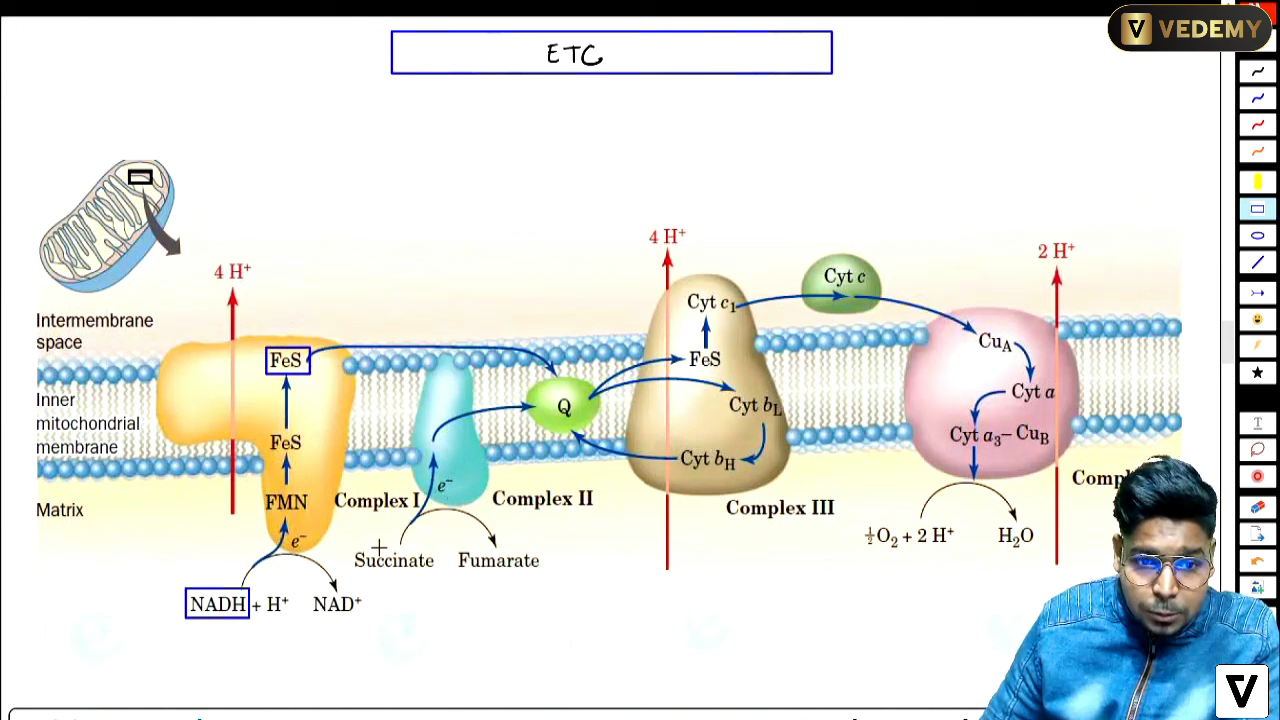 VEDEMY
ETC
4 H⁺
4 H⁺
2 H⁺
Cyt c
Cyt c₁
Intermembrane
space
CuA
FeS
FeS
Cyt a
Inner
mitochondrial
membrane
Q
Cyt bL
FeS
Cyt a₃– CuB
Cyt bH
Matrix
FMN
Complex I
e⁻
Complex II
Complex III
e⁻
½O₂ + 2 H⁺
H₂O
Succinate
Fumarate
NADH + H⁺
NAD⁺